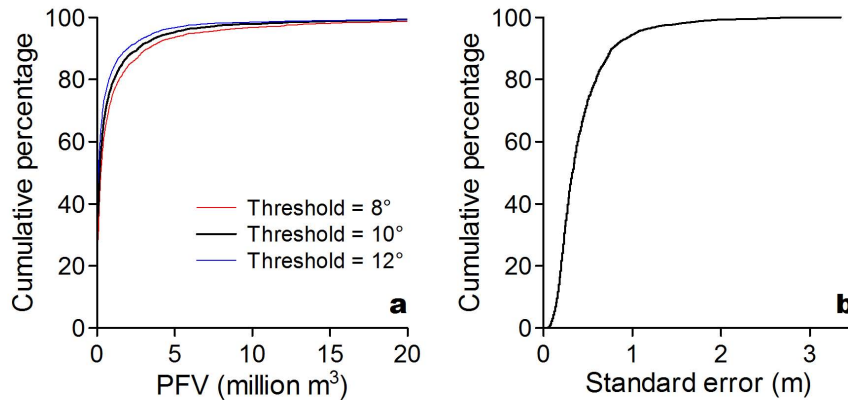 100
80
60
40
20
0
Cumulative percentage
Threshold = 8°
Threshold = 10°
Threshold = 12°
a
0 5 10 15 20
PFV (million m³)
100
80
60
40
20
0
Cumulative percentage
b
0 1 2 3
Standard error (m)